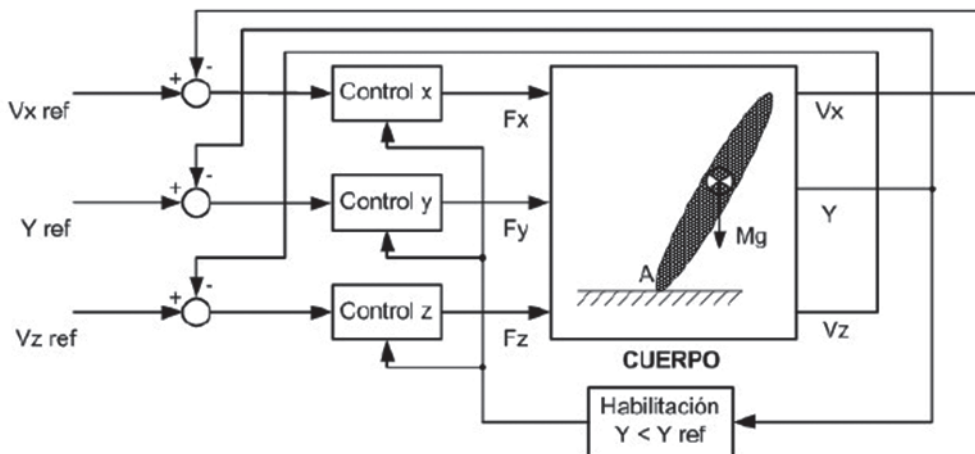 +
-
Vx ref
Control x
Fx
Vx
+
-
Y ref
Control y
Fy
Y
A
Mg
+
-
Vz ref
Control z
Fz
Vz
CUERPO
Habilitación
Y < Y ref